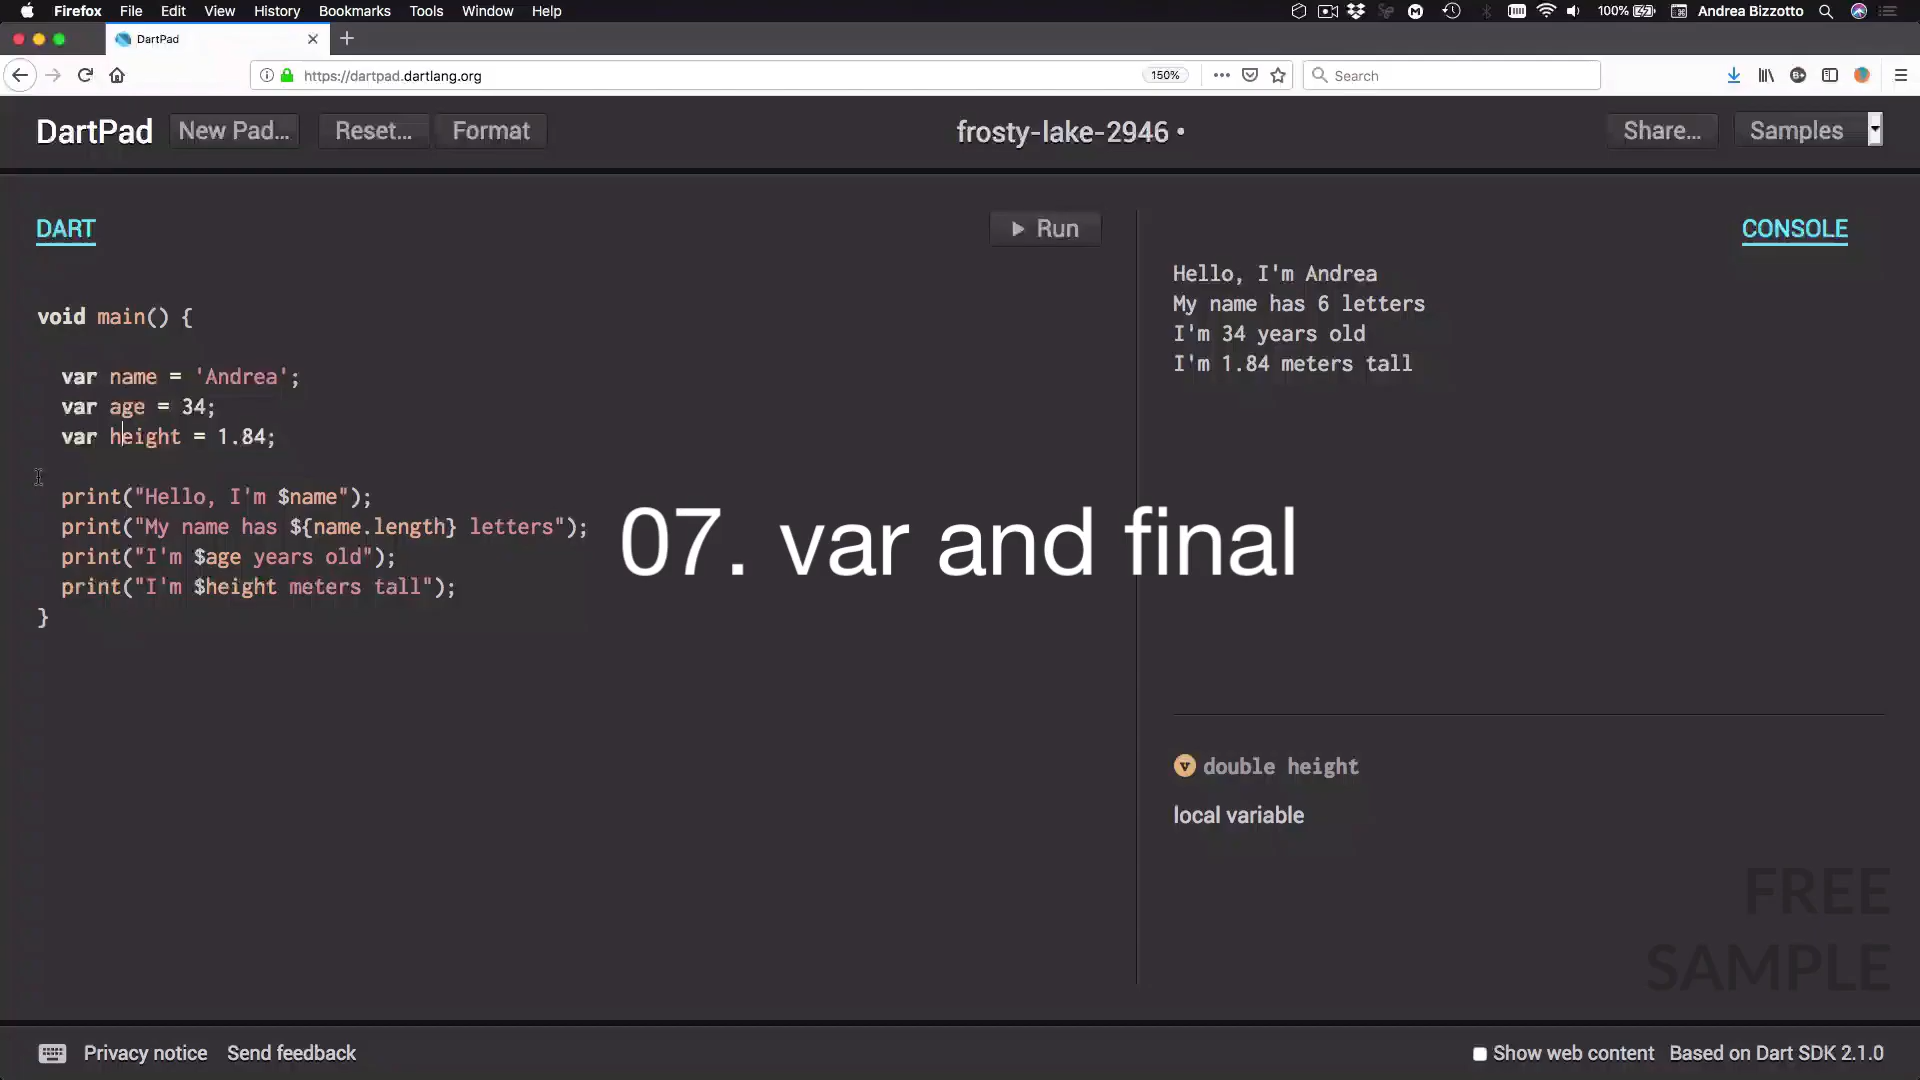 Firefox File Edit View History Bookmarks Tools Window Help 100% Andrea Bizzotto
DartPad
https://dartpad.dartlang.org 150% Search
DartPad New Pad... Reset... Format frosty-lake-2946 • Share... Samples
DART Run CONSOLE
void main() {
var name = 'Andrea';
var age = 34;
var height = 1.84;
print("Hello, I'm $name");
print("My name has ${name.length} letters");
print("I'm $age years old");
print("I'm $height meters tall");
}
Hello, I'm Andrea
My name has 6 letters
I'm 34 years old
I'm 1.84 meters tall
07. var and final
v double height
local variable
FREE
SAMPLE
Privacy notice Send feedback Show web content Based on Dart SDK 2.1.0